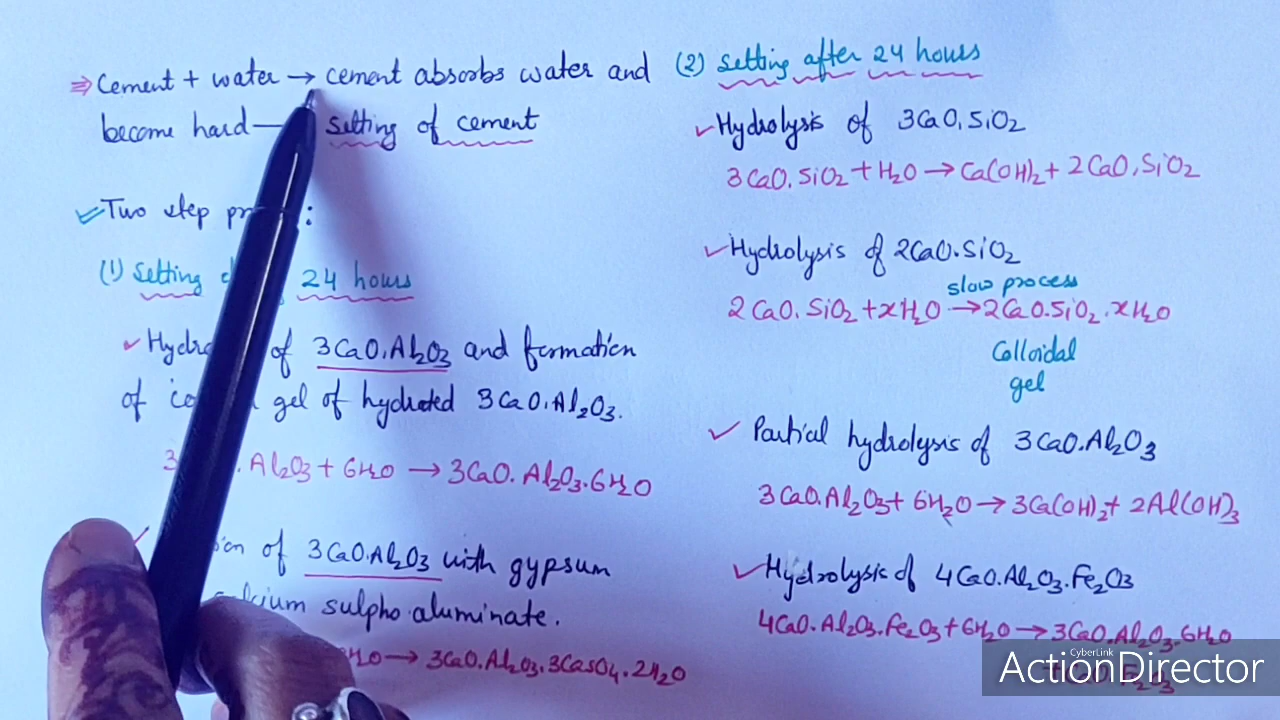 ⇒ Cement + water → cement absorbs water and
become hard — setting of cement
Two step :
(1) Setting 24 hours
of 3CaO.Al2O3 and formation
of gel of hydrated 3CaO.Al2O3.
3 . Al2O3 + 6H2O → 3CaO.Al2O3.6H2O
of 3CaO.Al2O3 with gypsum
sulpho aluminate.
→ 3CaO.Al2O3.3CaSO4.2H2O
(2) Setting after 24 hours
✓ Hydrolysis of 3CaO.SiO2
3CaO.SiO2 + H2O → Ca(OH)2 + 2CaO.SiO2
✓ Hydrolysis of 2CaO.SiO2
slow process
2CaO.SiO2 + xH2O → 2CaO.SiO2.xH2O
Colloidal
gel
✓ Partial hydrolysis of 3CaO.Al2O3
3CaO.Al2O3 + 6H2O → 3Ca(OH)2 + 2Al(OH)3
✓ Hydrolysis of 4CaO.Al2O3.Fe2O3
4CaO.Al2O3.Fe2O3 + 6H2O → 3CaO.Al2O3.6H2O
CyberLink
ActionDirector